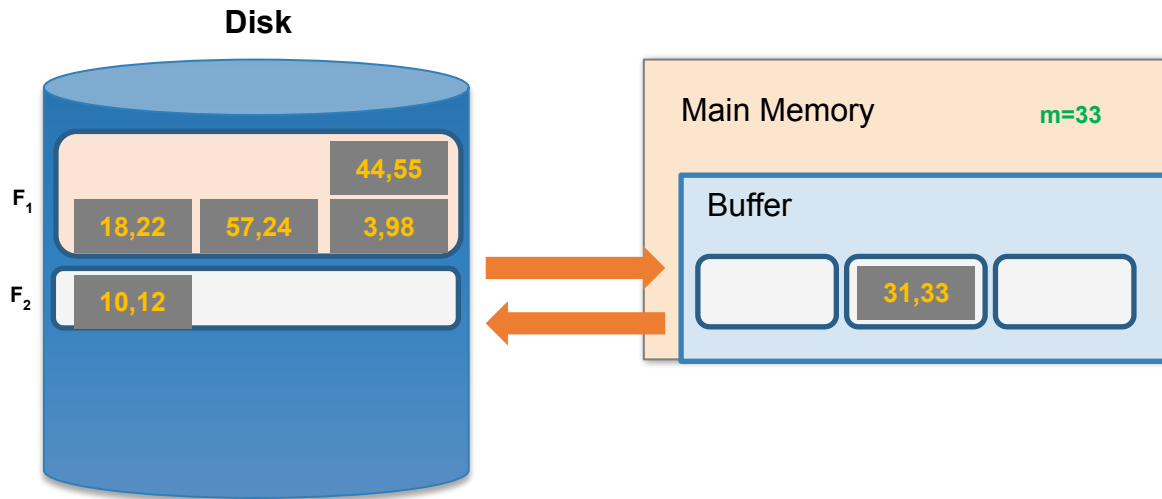 Disk
F1
44,55
18,22 57,24 3,98
F2
10,12
Main Memory
m=33
Buffer
31,33